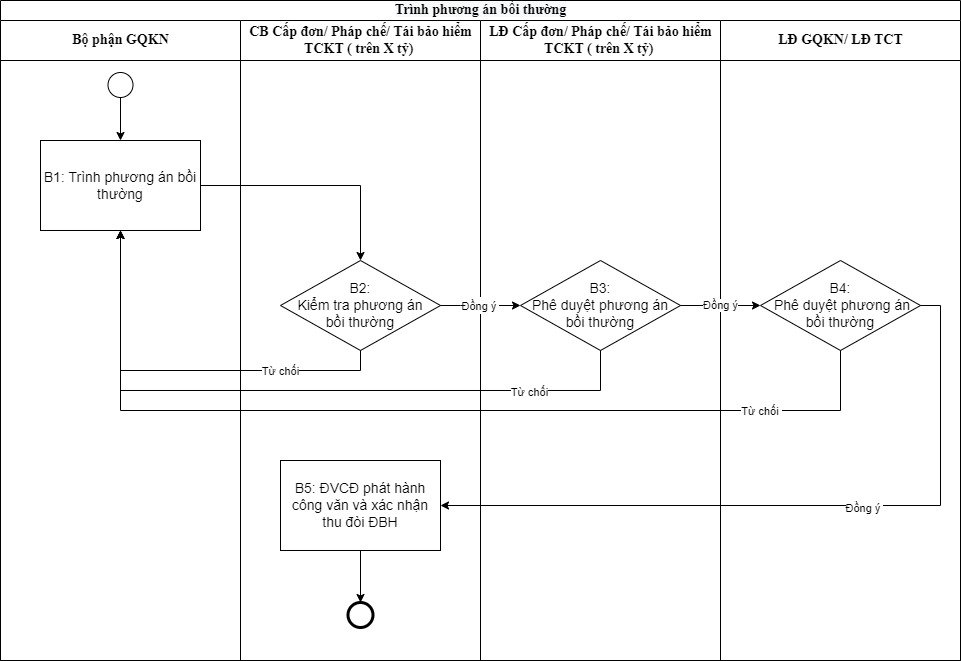 Trình phương án bồi thường
Bộ phận GQKN
CB Cấp đơn/ Pháp chế/ Tái bảo hiểm
TCKT ( trên X tỷ)
LĐ Cấp đơn/ Pháp chế/ Tái bảo hiểm
TCKT ( trên X tỷ)
LĐ GQKN/ LĐ TCT
B1: Trình phương án bồi
thường
B2:
Kiểm tra phương án
bồi thường
Đồng ý
B3:
Phê duyệt phương án
bồi thường
Đồng ý
B4:
Phê duyệt phương án
bồi thường
Từ chối
Từ chối
Từ chối
B5: ĐVCĐ phát hành
công văn và xác nhận
thu đòi ĐBH
Đồng ý